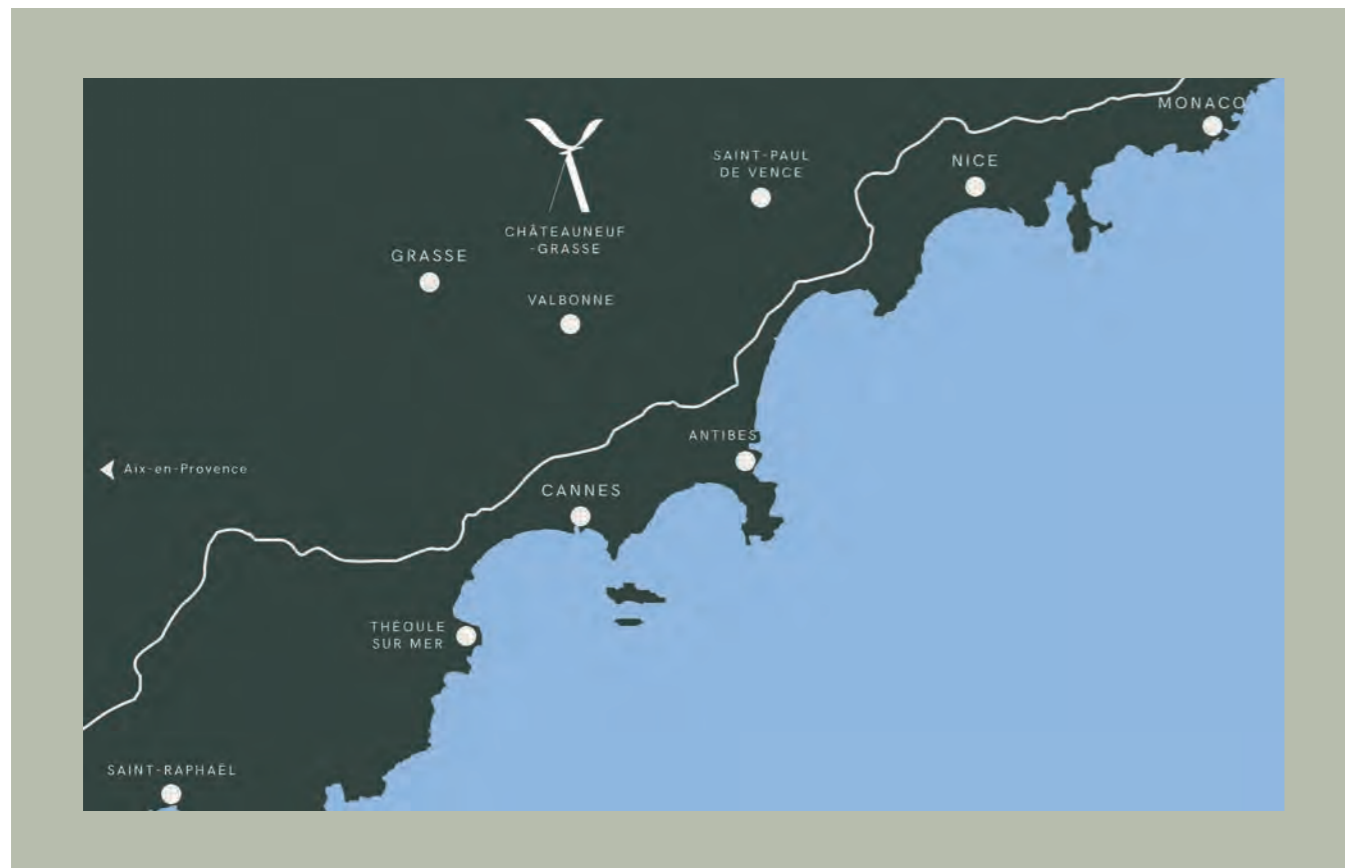 MONACO
SAINT-PAUL
DE VENCE
NICE
CHÂTEAUNEUF
-GRASSE
GRASSE
VALBONNE
ANTIBES
Aix-en-Provence
CANNES
THÉOULE
SUR MER
SAINT-RAPHAËL